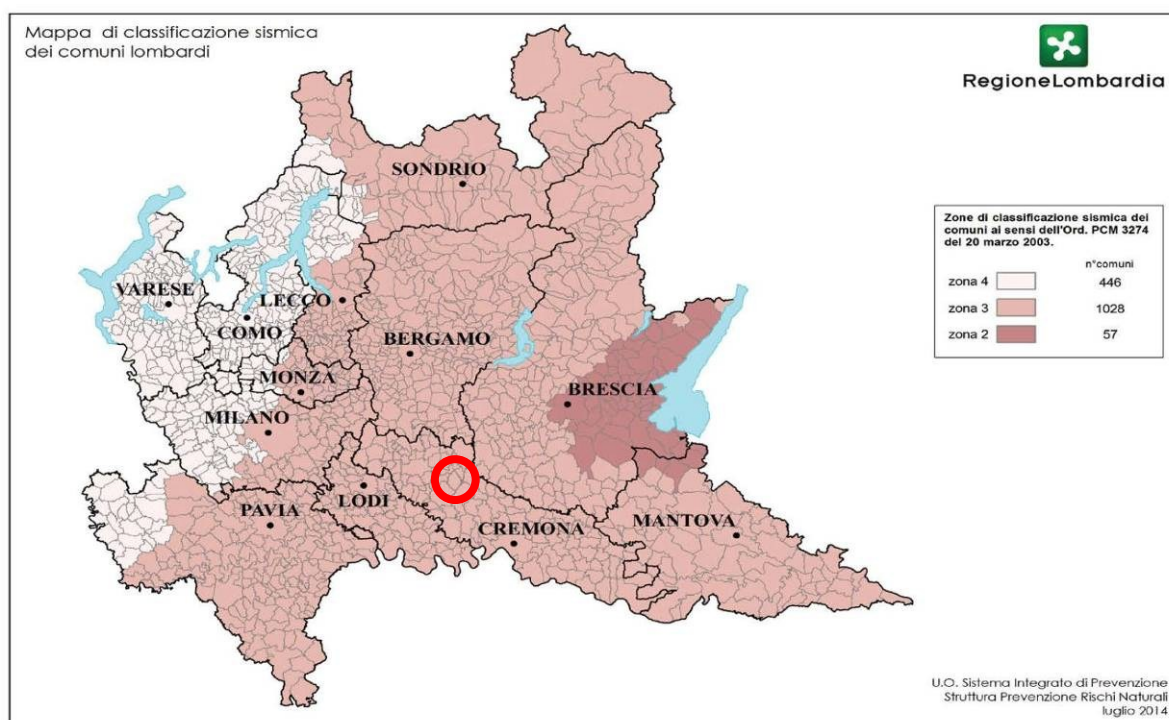 Mappa di classificazione sismica
dei comuni lombardi
RegioneLombardia
SONDRIO
VARESE
LECCO
COMO
BERGAMO
MONZA
BRESCIA
MILANO
LODI
PAVIA
CREMONA
MANTOVA
Zone di classificazione sismica dei
comuni ai sensi dell'Ord. PCM 3274
del 20 marzo 2003.
n°comuni
zona 4 446
zona 3 1028
zona 2 57
U.O. Sistema Integrato di Prevenzione
Struttura Prevenzione Rischi Naturali
luglio 2014